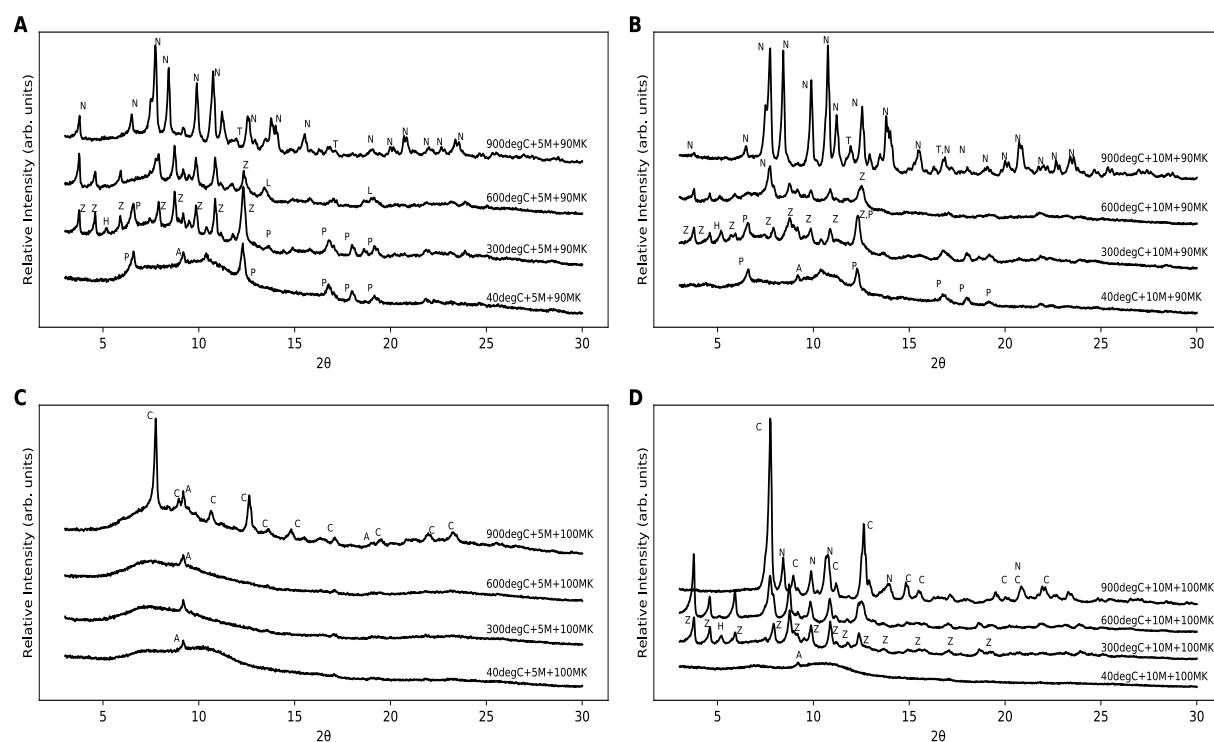 A
Relative Intensity (arb. units)
N N N N N
N T N N N T N N N N N N
900degC+5M+90MK
Z L L
600degC+5M+90MK
Z Z H Z P Z Z Z Z Z P P P P
300degC+5M+90MK
P A P P P P
40degC+5M+90MK
5 10 15 20 25 30
2θ
B
Relative Intensity (arb. units)
N N N N N N N N T N N T,N N N N N N N N
900degC+10M+90MK
N Z
600degC+10M+90MK
Z Z H Z P Z Z Z Z Z,P
300degC+10M+90MK
P A P P P P
40degC+10M+90MK
5 10 15 20 25 30
2θ
C
Relative Intensity (arb. units)
C C A C C C C C A C C C
900degC+5M+100MK
A
600degC+5M+100MK
300degC+5M+100MK
A
40degC+5M+100MK
5 10 15 20 25 30
2θ
D
Relative Intensity (arb. units)
C N C N N C C N C C C N C C
900degC+10M+100MK
600degC+10M+100MK
Z Z H Z Z Z Z Z Z Z Z Z Z Z
300degC+10M+100MK
A
40degC+10M+100MK
5 10 15 20 25 30
2θ